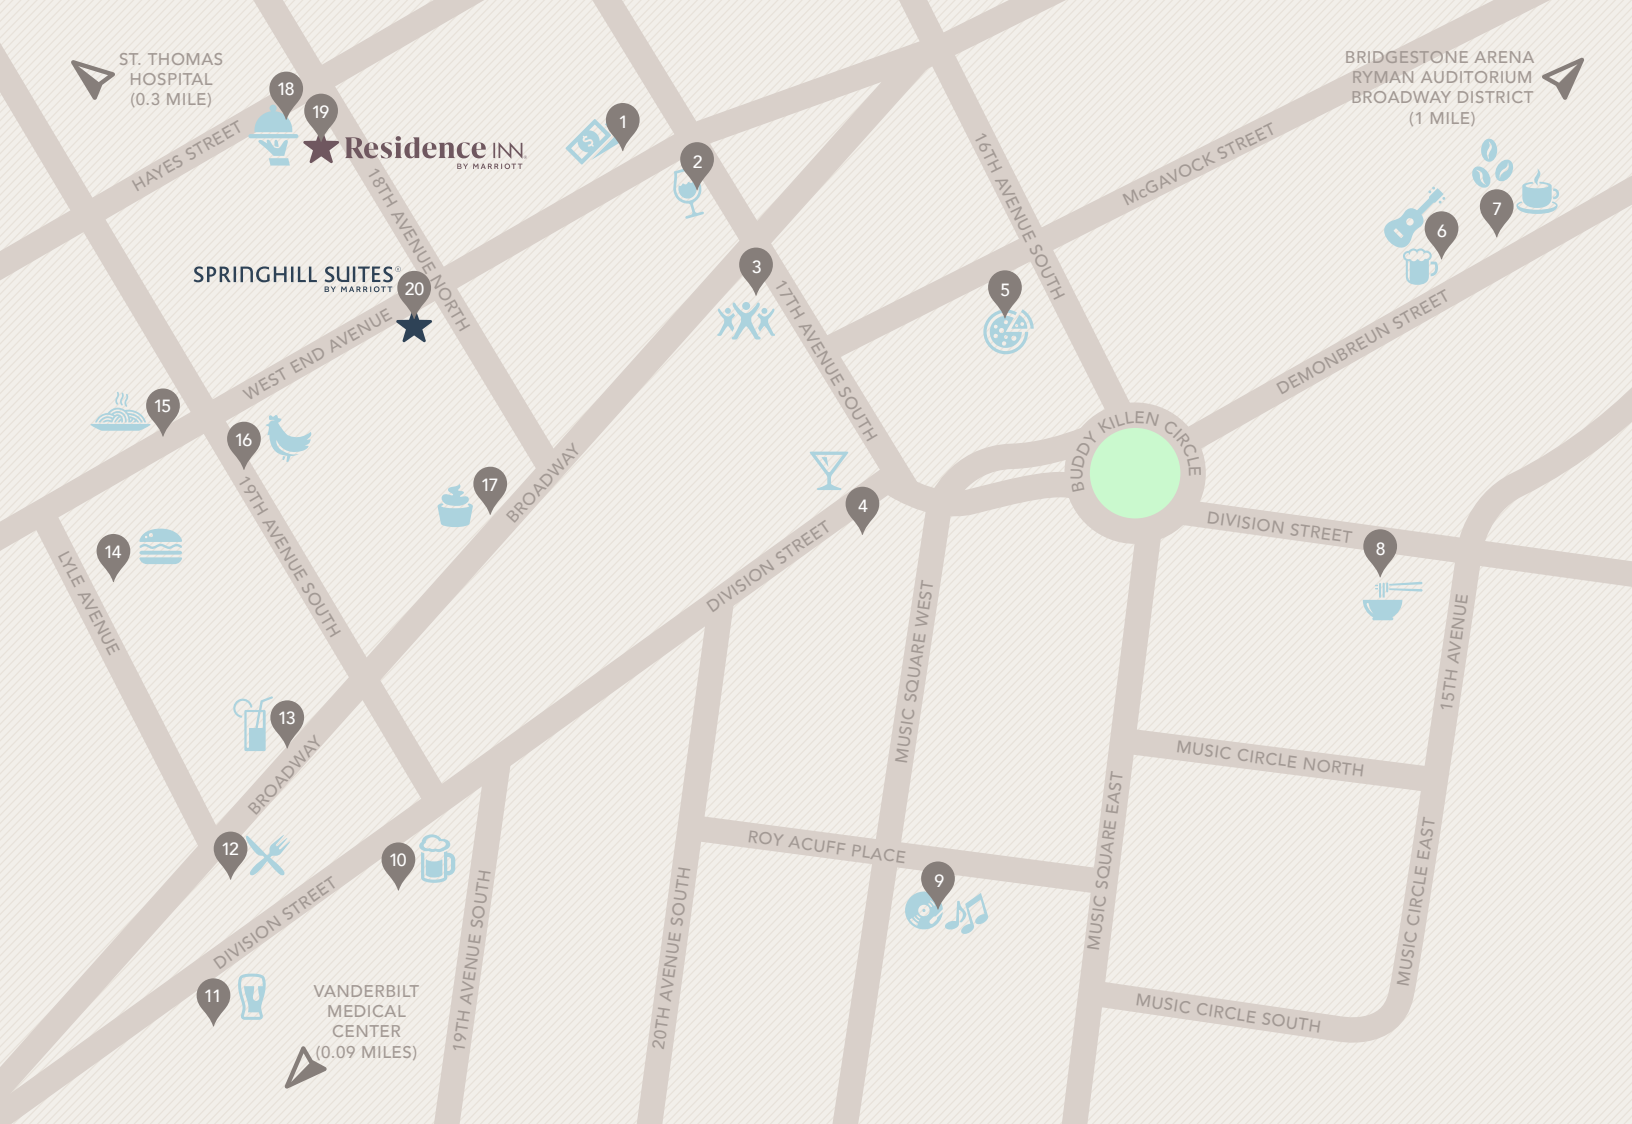 ST. THOMAS
HOSPITAL
(0.3 MILE)
BRIDGESTONE ARENA
RYMAN AUDITORIUM
BROADWAY DISTRICT
(1 MILE)
18
19
1
HAYES STREET
Residence INN.
BY MARRIOTT
2
16TH AVENUE SOUTH
McGAVOCK STREET
7
6
18TH AVENUE NORTH
SPRINGHILL SUITES®
BY MARRIOTT
20
3
5
17TH AVENUE SOUTH
DEMONBREUN STREET
WEST END AVENUE
15
16
BUDDY KILLEN CIRCLE
17
BROADWAY
4
19TH AVENUE SOUTH
DIVISION STREET
8
14
LYLE AVENUE
DIVISION STREET
MUSIC SQUARE WEST
15TH AVENUE
13
BROADWAY
MUSIC CIRCLE NORTH
12
10
ROY ACUFF PLACE
9
MUSIC SQUARE EAST
MUSIC CIRCLE EAST
DIVISION STREET
19TH AVENUE SOUTH
20TH AVENUE SOUTH
11
VANDERBILT
MEDICAL
CENTER
(0.09 MILES)
MUSIC CIRCLE SOUTH